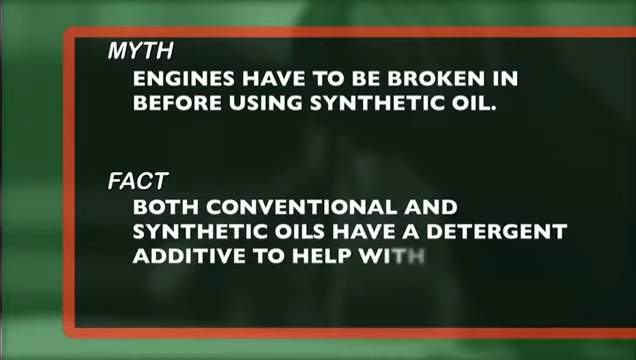 MYTH
ENGINES HAVE TO BE BROKEN IN
BEFORE USING SYNTHETIC OIL.
FACT
BOTH CONVENTIONAL AND
SYNTHETIC OILS HAVE A DETERGENT
ADDITIVE TO HELP WITH